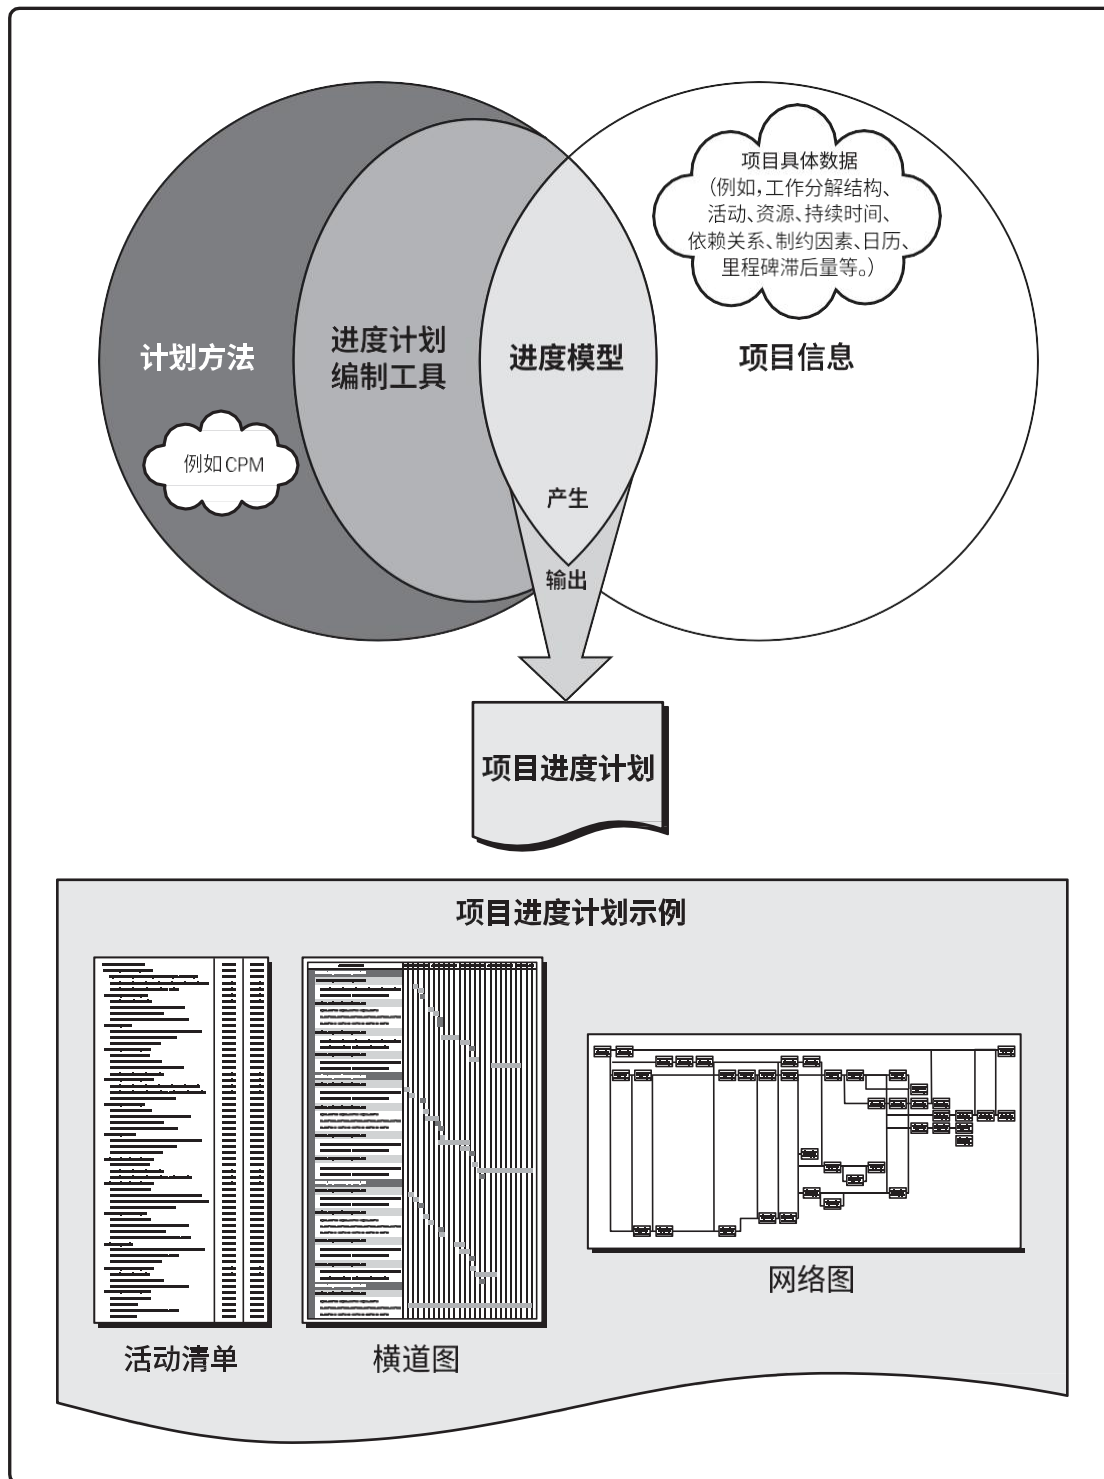 项目具体数据
（例如，工作分解结构、
活动、资源、持续时间、
依赖关系、制约因素、日历、
里程碑滞后量等。）
计划方法
进度计划
编制工具
进度模型
项目信息
例如 CPM
产生
输出
项目进度计划
项目进度计划示例
网络图
活动清单
横道图